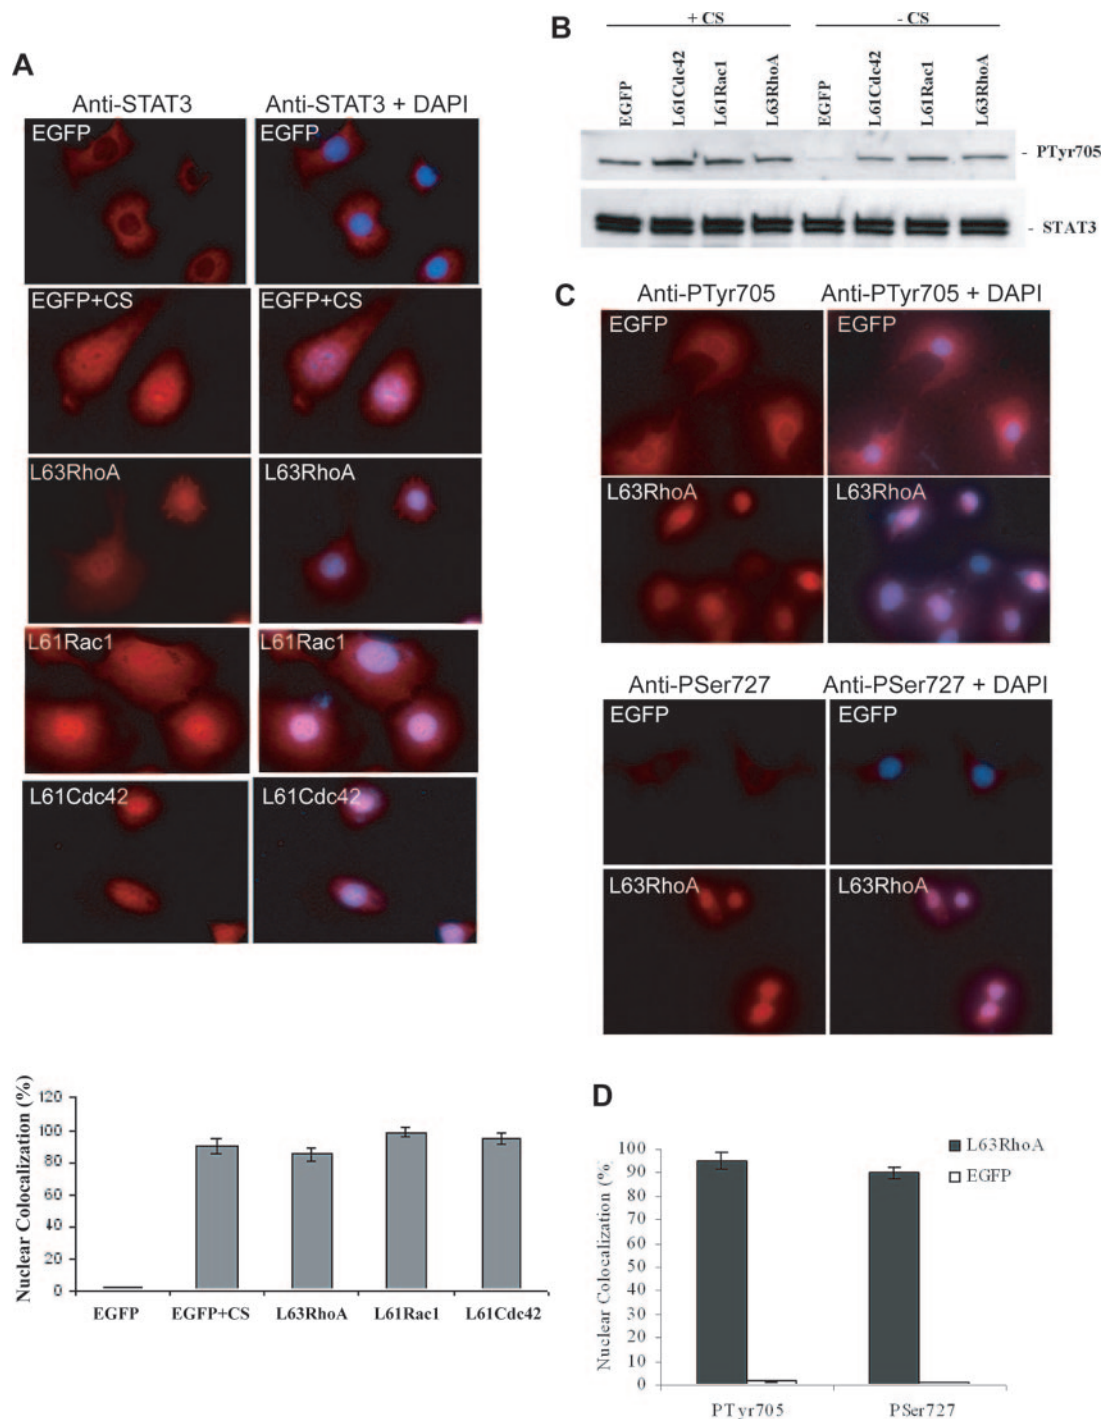 A
Anti-STAT3 Anti-STAT3 + DAPI
EGFP EGFP
EGFP+CS EGFP+CS
L63RhoA L63RhoA
L61Rac1 L61Rac1
L61Cdc42 L61Cdc42
Nuclear Colocalization (%)
120
100
80
60
40
20
0
EGFP EGFP+CS L63RhoA L61Rac1 L61Cdc42
B
+ CS - CS
EGFP L61Cdc42 L61Rac1 L63RhoA EGFP L61Cdc42 L61Rac1 L63RhoA
- PTyr705
- STAT3
C
Anti-PTyr705 Anti-PTyr705 + DAPI
EGFP EGFP
L63RhoA L63RhoA
Anti-PSer727 Anti-PSer727 + DAPI
EGFP EGFP
L63RhoA L63RhoA
D
Nuclear Colocalization (%
100
90
80
70
60
50
40
30
20
10
0
L63RhoA
EGFP
PTyr705 PSer727